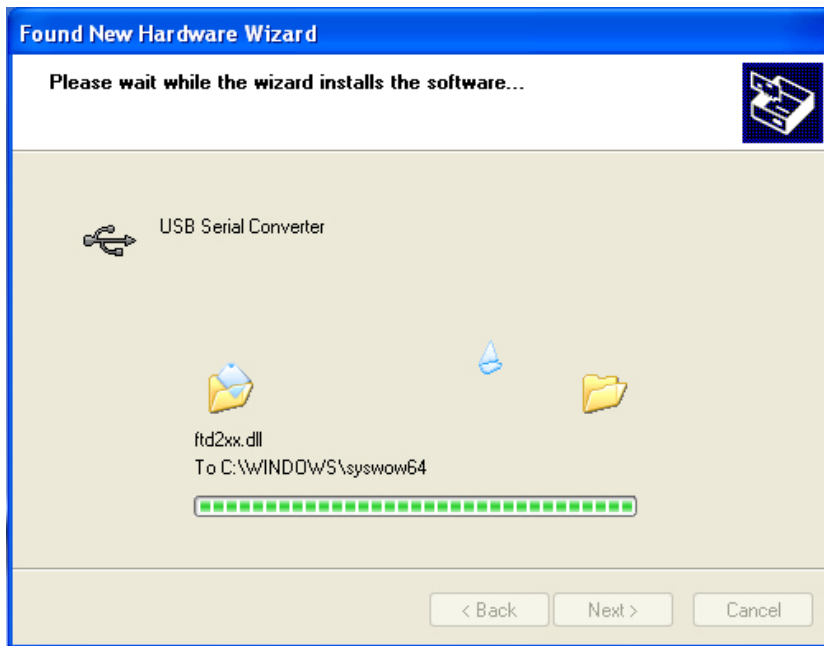 Found New Hardware Wizard
Please wait while the wizard installs the software...
USB Serial Converter
ftd2xx.dll
To C:\WINDOWS\syswow64
< Back
Next >
Cancel